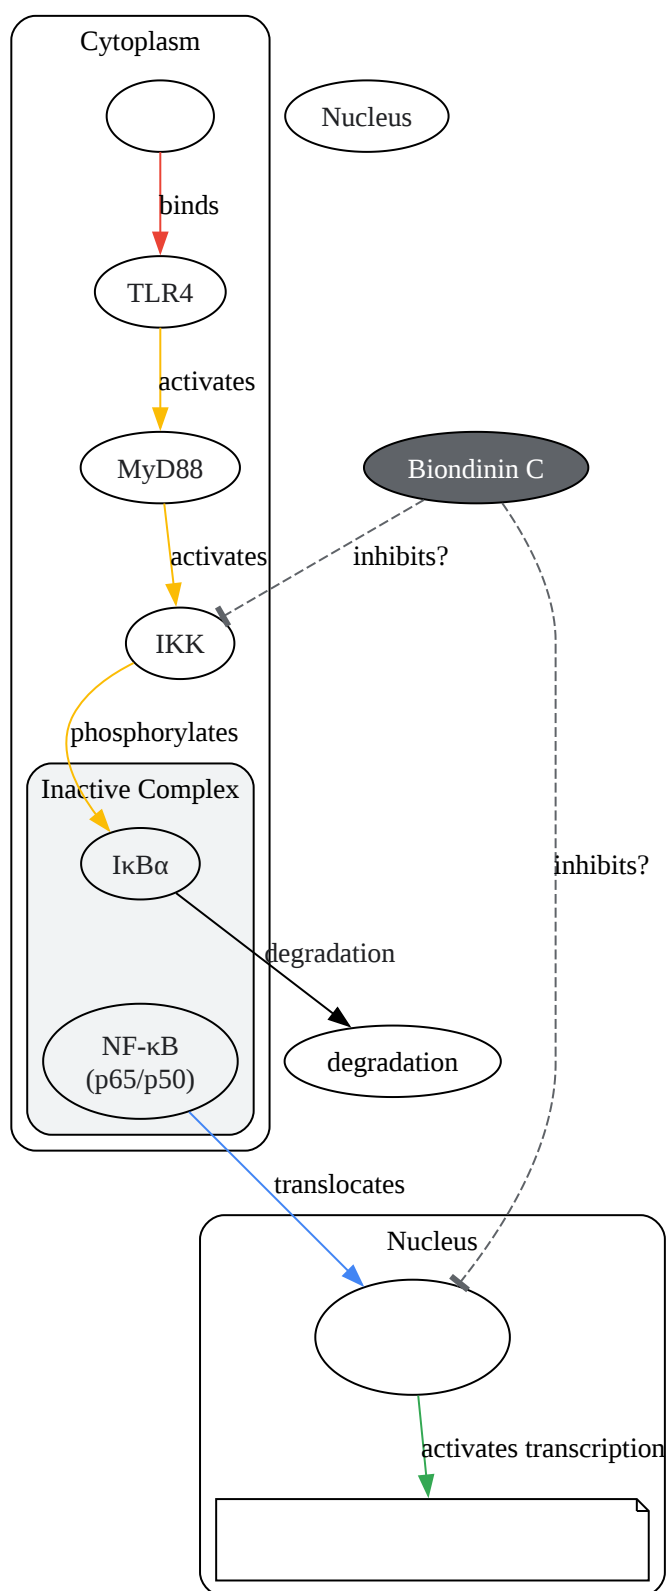 Cytoplasm
Nucleus
binds
TLR4
activates
MyD88
Biondinin C
activates
inhibits?
IKK
phosphorylates
Inactive Complex
IκBα
inhibits?
degradation
NF-κB
(p65/p50)
degradation
translocates
Nucleus
activates transcription